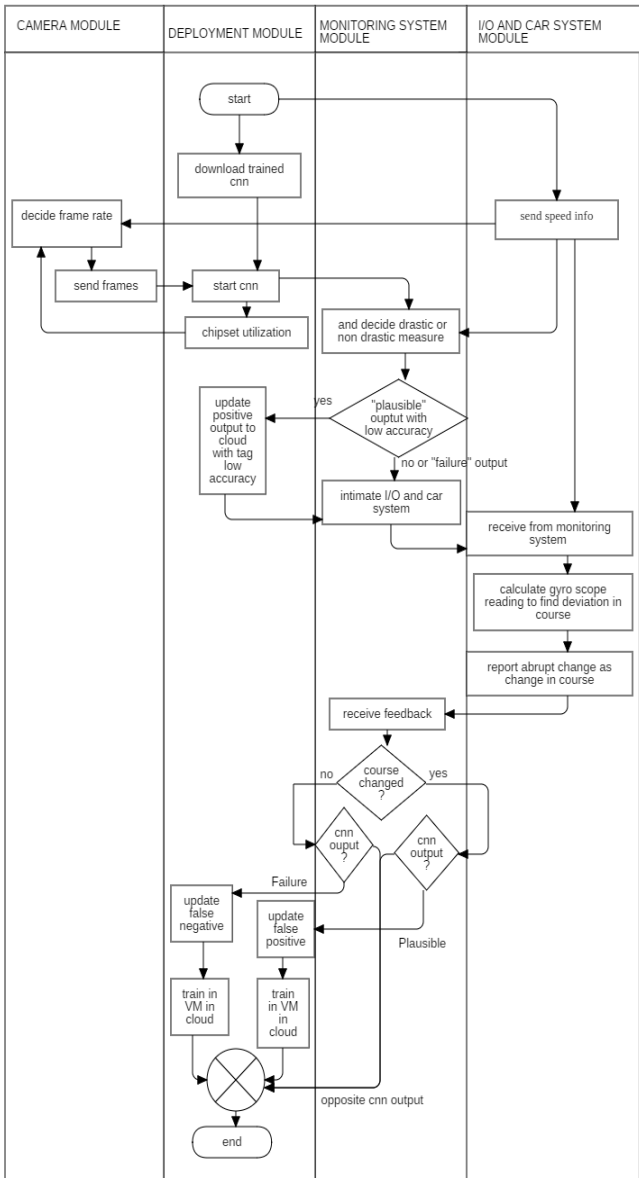 CAMERA MODULE
DEPLOYMENT MODULE
MONITORING SYSTEM
MODULE
I/O AND CAR SYSTEM
MODULE
start
download trained
cnn
decide frame rate
send speed info
send frames
start cnn
chipset utilization
and decide drastic or
non drastic measure
update
positive
output to
cloud
with tag
low
accuracy
yes
"plausible"
ouptut with
low accuracy
no or "failure" output
intimate I/O and car
system
receive from monitoring
system
calculate gyro scope
reading to find deviation in
course
report abrupt change as
change in course
receive feedback
no
course
changed
?
yes
cnn
ouput
?
cnn
output
?
Failure
update
false
negative
update
false
positive
Plausible
train in
VM in
cloud
train
in VM
in
cloud
opposite cnn output
end